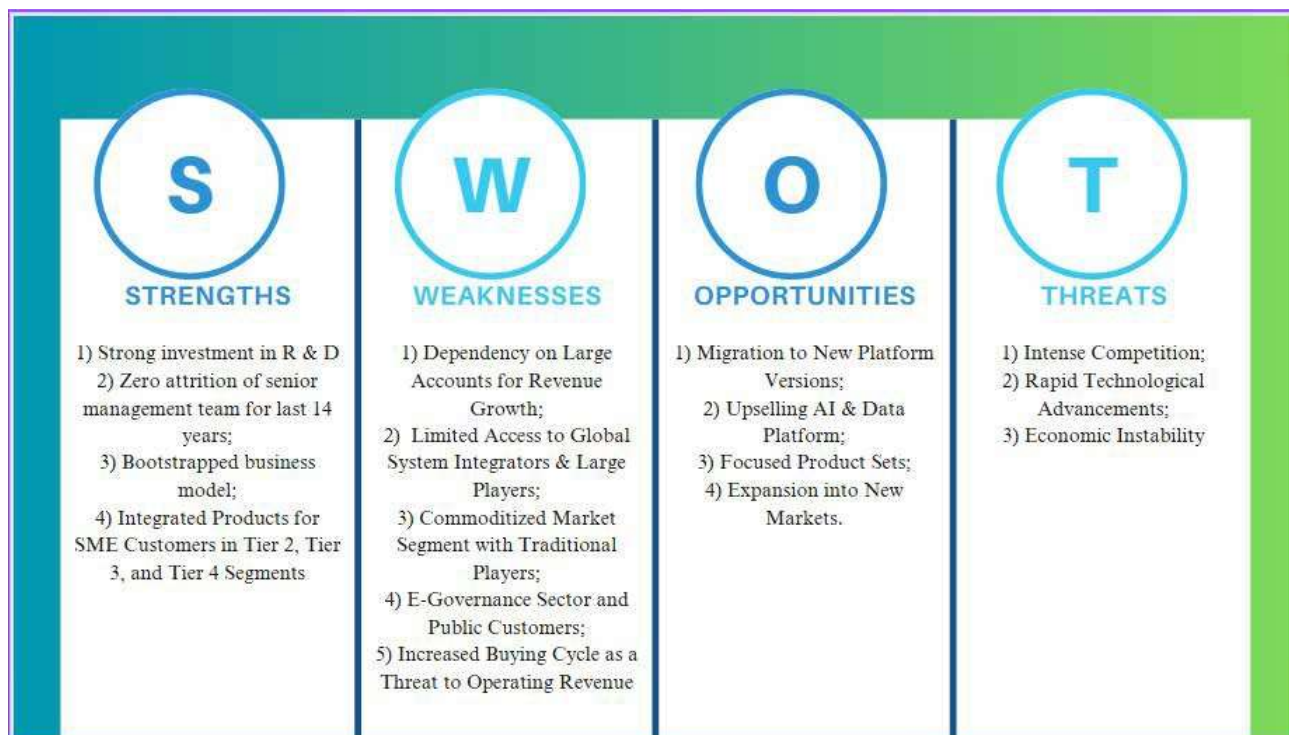 S
STRENGTHS
1) Strong investment in R & D
2) Zero attrition of senior
management team for last 14
years;
3) Bootstrapped business
model;
4) Integrated Products for
SME Customers in Tier 2, Tier
3, and Tier 4 Segments
W
WEAKNESSES
1) Dependency on Large
Accounts for Revenue
Growth;
2) Limited Access to Global
System Integrators & Large
Players;
3) Commoditized Market
Segment with Traditional
Players;
4) E-Governance Sector and
Public Customers;
5) Increased Buying Cycle as a
Threat to Operating Revenue
O
OPPORTUNITIES
1) Migration to New Platform
Versions;
2) Upselling AI & Data
Platform;
3) Focused Product Sets;
4) Expansion into New
Markets.
T
THREATS
1) Intense Competition;
2) Rapid Technological
Advancements;
3) Economic Instability